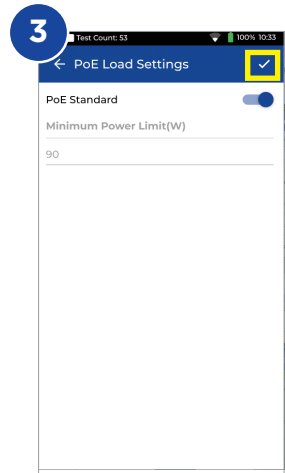 3
Test Count: 53 100% 10:33
PoE Load Settings
PoE Standard
Minimum Power Limit(W)
90